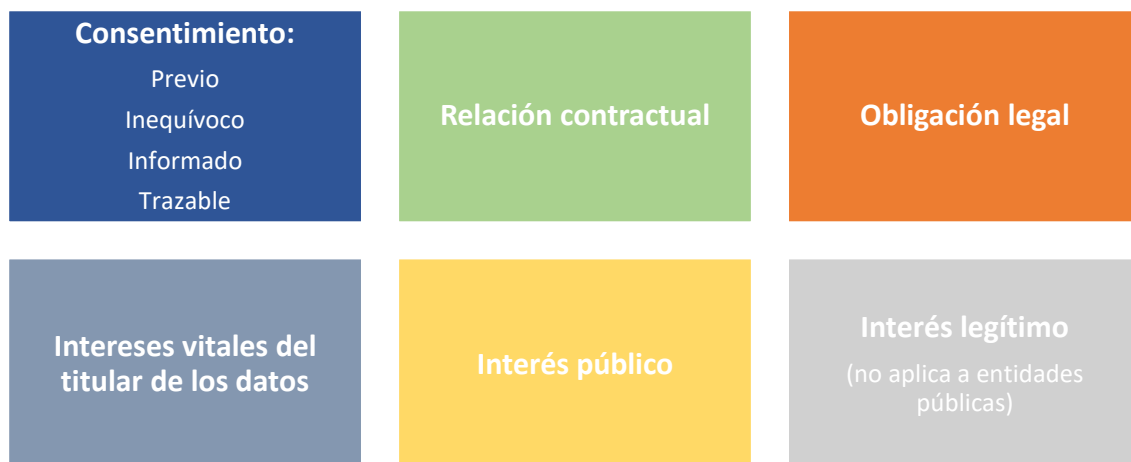 Consentimiento:
Previo
Inequívoco
Informado
Trazable
Relación contractual
Obligación legal
Intereses vitales del
titular de los datos
Interés público
Interés legítimo
(no aplica a entidades
públicas)